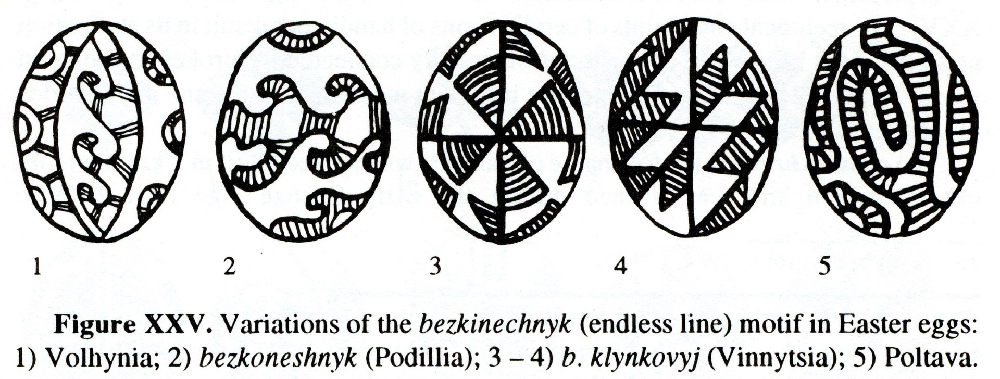 1 2 3 4 5
Figure XXV. Variations of the bezkinechnyk (endless line) motif in Easter eggs:
1) Volhynia; 2) bezkoneshnyk (Podillia); 3 – 4) b. klynkovyj (Vinnytsia); 5) Poltava.